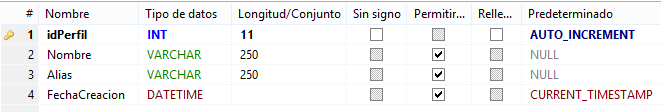 # Nombre Tipo de datos Longitud/Conjunto Sin signo Permitir... Relle... Predeterminado
1 idPerfil INT 11 AUTO_INCREMENT
2 Nombre VARCHAR 250 NULL
3 Alias VARCHAR 250 NULL
4 FechaCreacion DATETIME CURRENT_TIMESTAMP